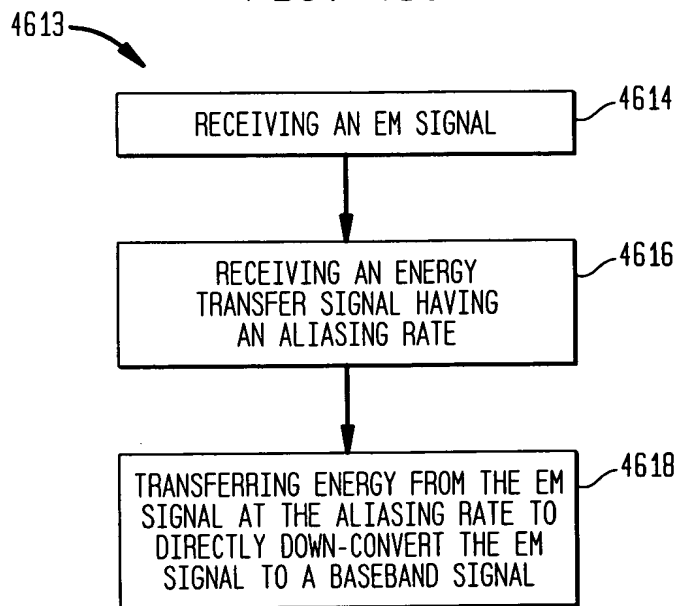 4613
RECEIVING AN EM SIGNAL
4614
RECEIVING AN ENERGY
TRANSFER SIGNAL HAVING
AN ALIASING RATE
4616
TRANSFERRING ENERGY FROM THE EM
SIGNAL AT THE ALIASING RATE TO
DIRECTLY DOWN-CONVERT THE EM
SIGNAL TO A BASEBAND SIGNAL
4618